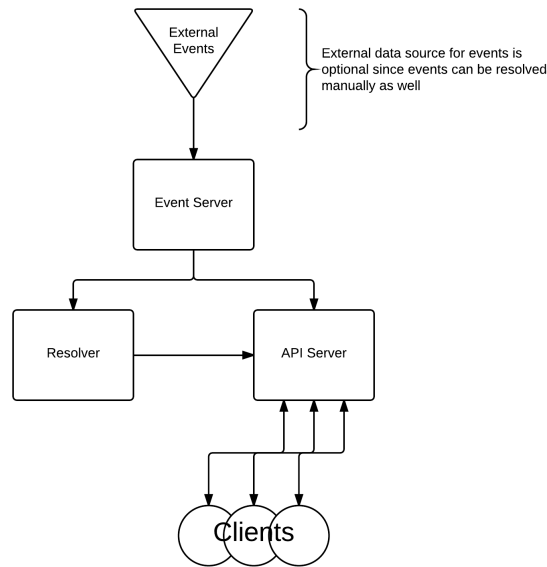 External
Events
External data source for events is
optional since events can be resolved
manually as well
Event Server
Resolver
API Server
Clients